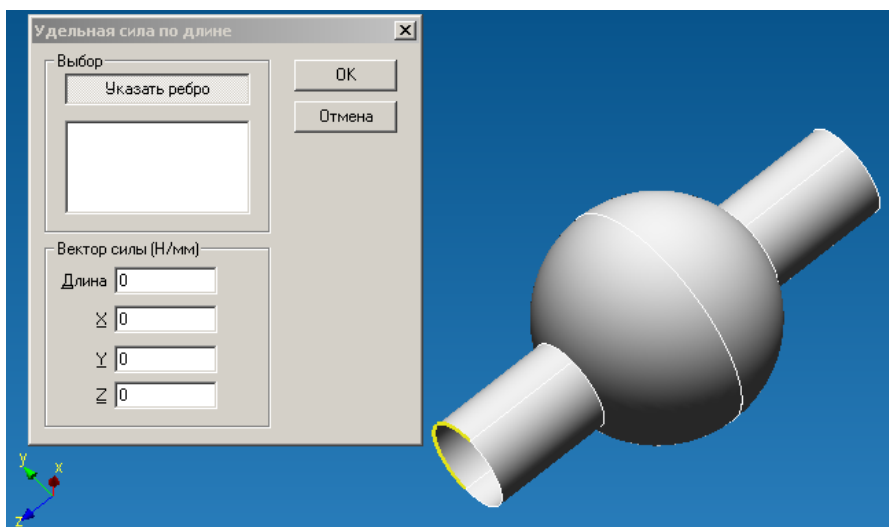 Удельная сила по длине
Выбор
Указать ребро
OK
Отмена
Вектор силы (Н/мм)
Длина 0
X 0
Y 0
Z 0
y x
z